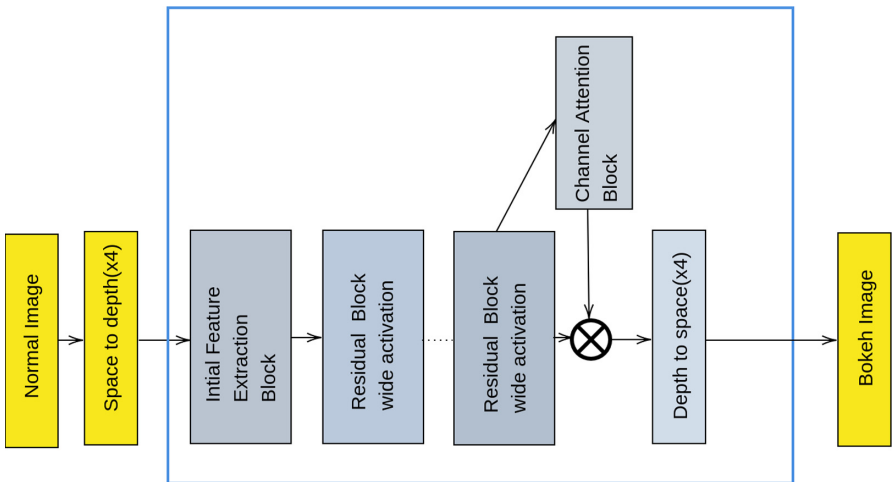 Normal Image
Space to depth(x4)
Intial Feature
Extraction
Block
Residual Block
wide activation
Residual Block
wide activation
Channel Attention
Block
Depth to space(x4)
Bokeh Image